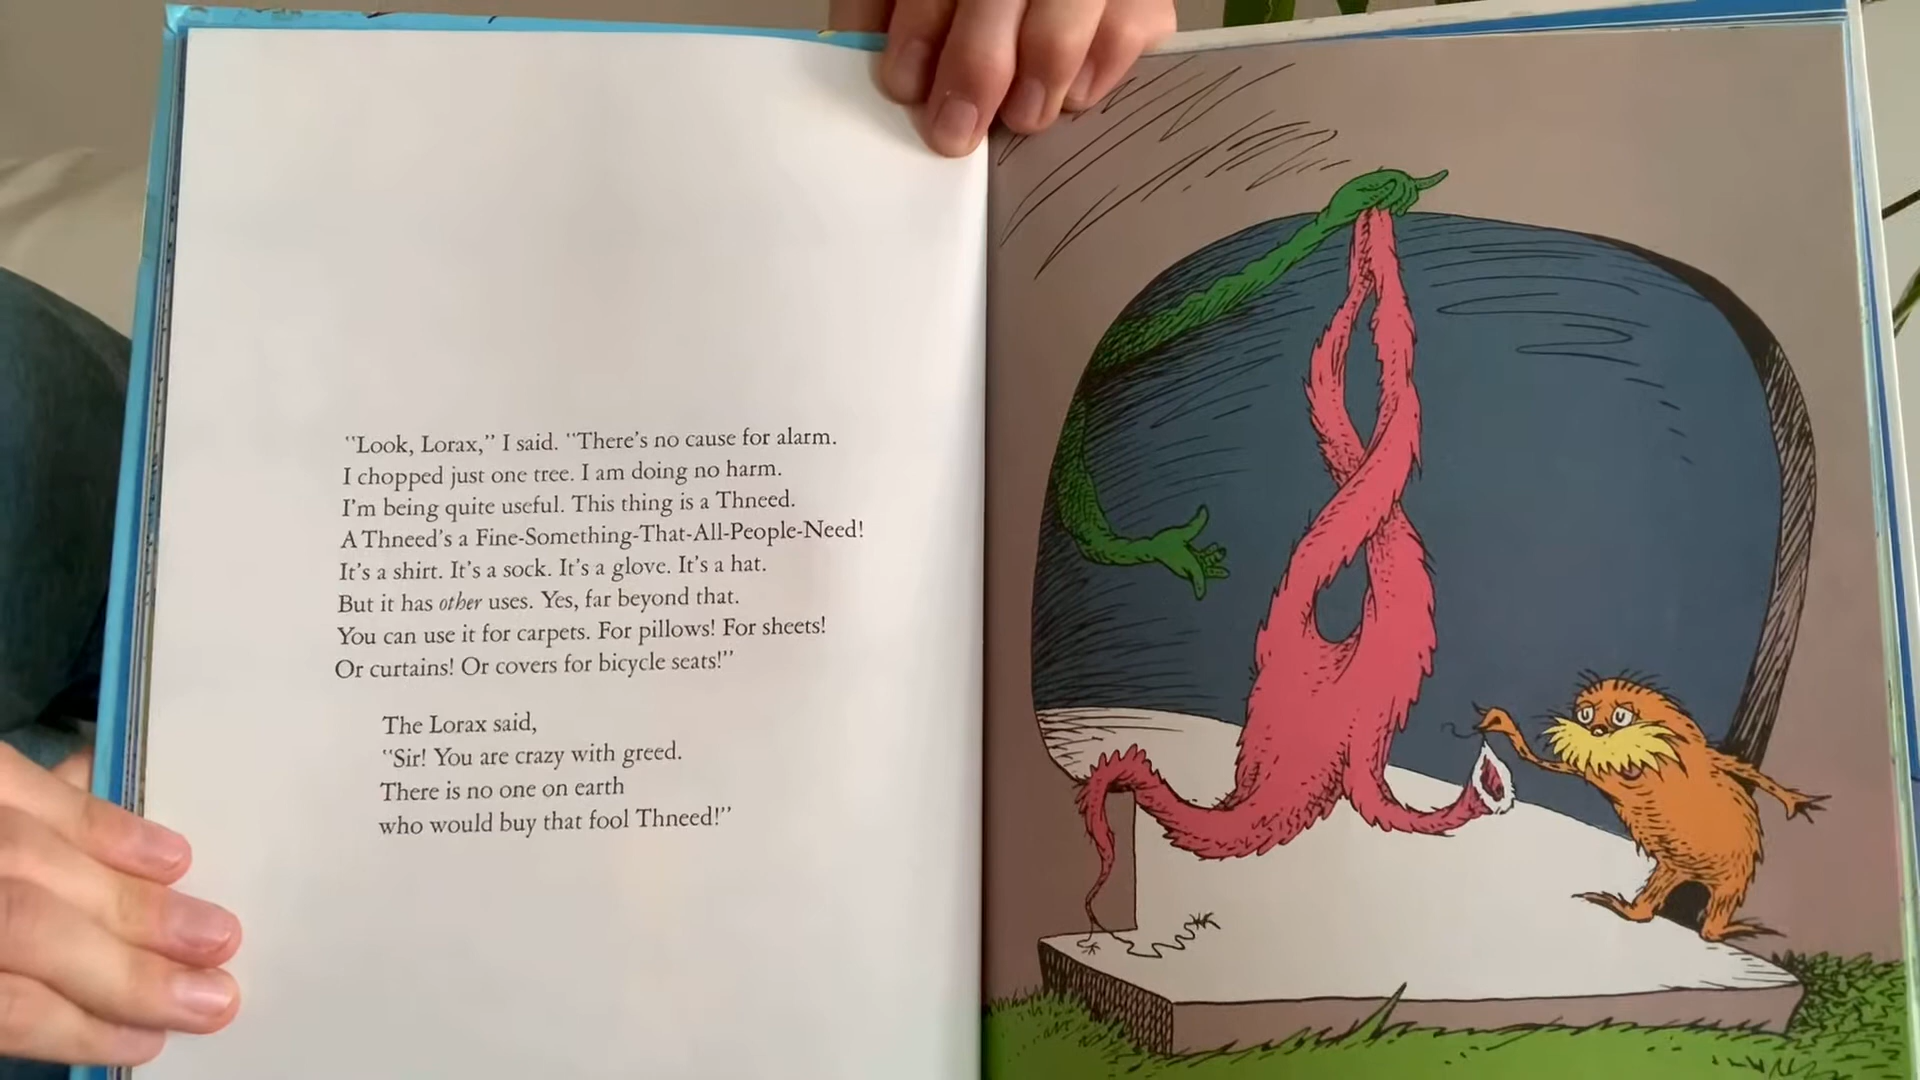 “Look, Lorax,” I said. “There’s no cause for alarm.
I chopped just one tree. I am doing no harm.
I’m being quite useful. This thing is a Thneed.
A Thneed’s a Fine-Something-That-All-People-Need!
It’s a shirt. It’s a sock. It’s a glove. It’s a hat.
But it has other uses. Yes, far beyond that.
You can use it for carpets. For pillows! For sheets!
Or curtains! Or covers for bicycle seats!”
The Lorax said,
“Sir! You are crazy with greed.
There is no one on earth
who would buy that fool Thneed!”